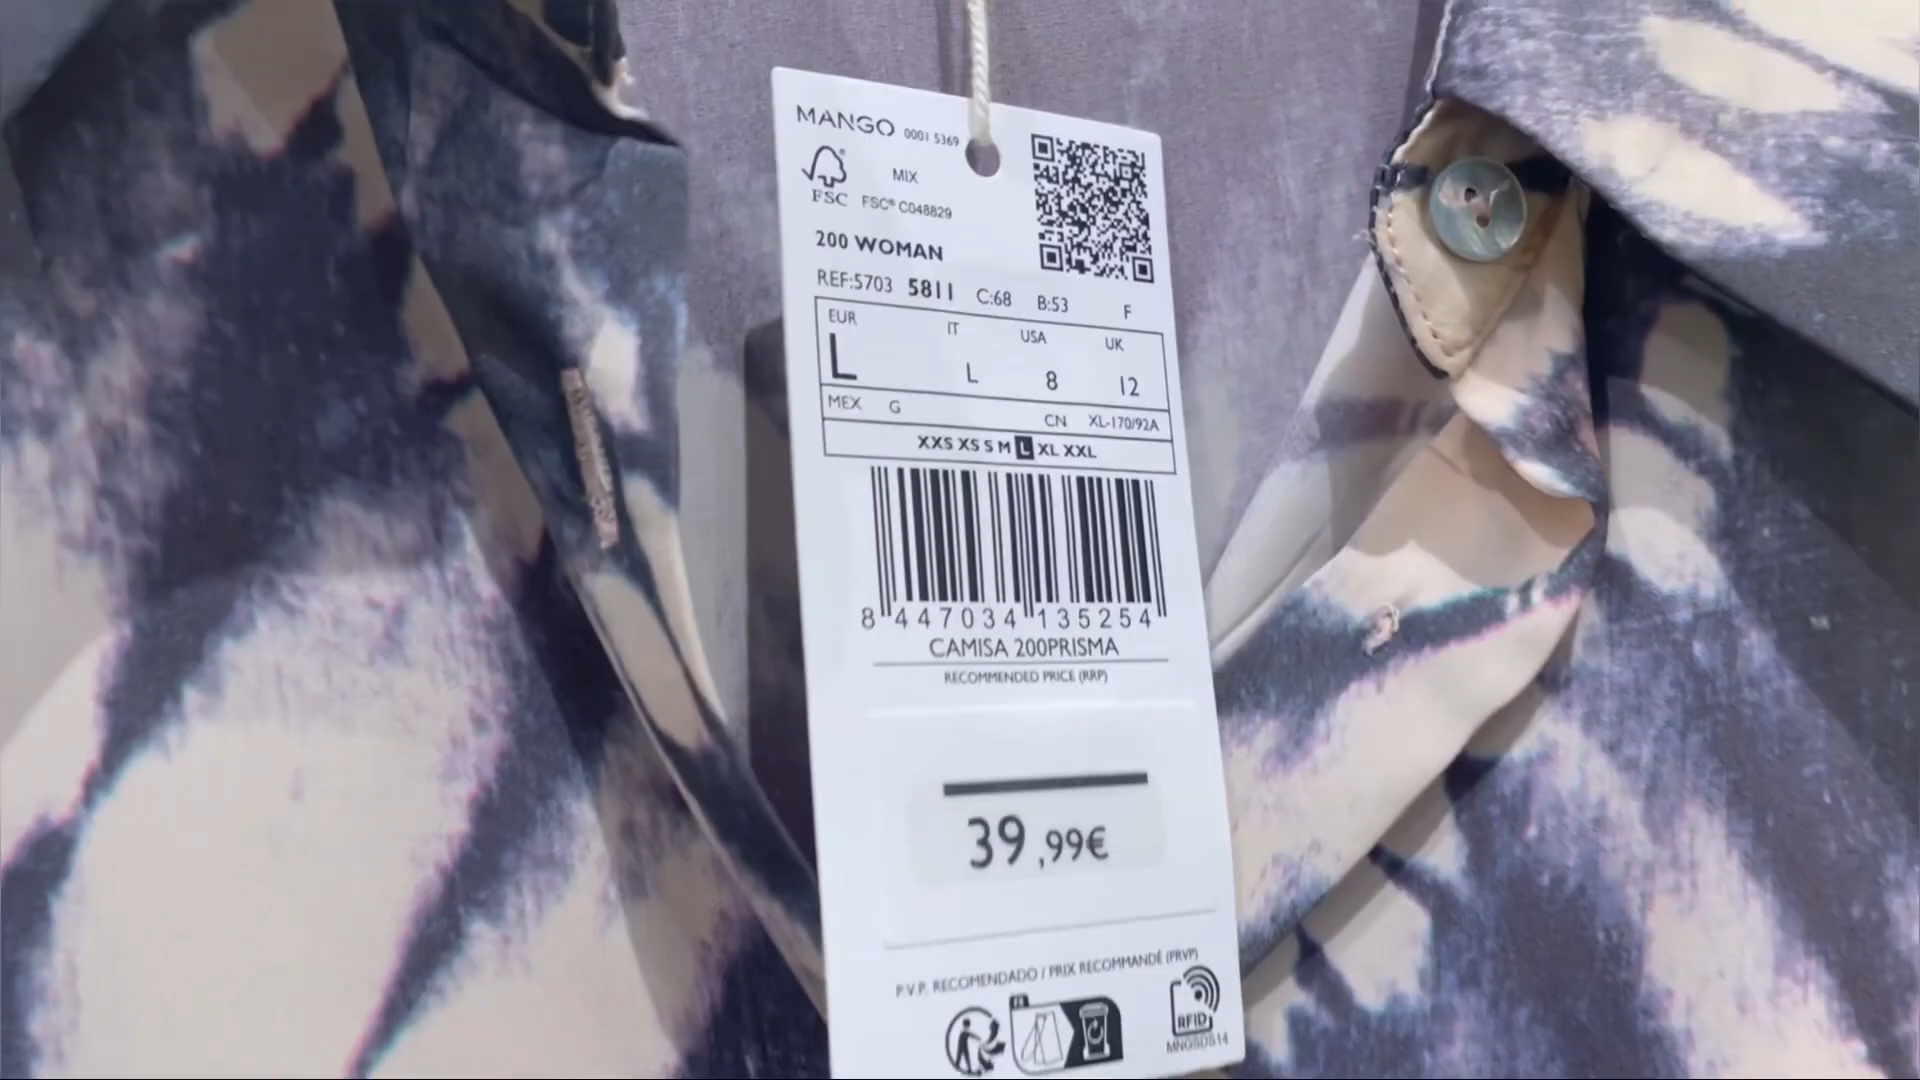 MANGO 0001 5369
MIX
FSC FSC® C048829
200 WOMAN
REF:5703 5811 C:68 B:53 F
EUR IT USA UK
L L 8 12
MEX G CN XL-170/92A
XXS XS S M L XL XXL
8 447034 135254
CAMISA 200PRISMA
RECOMMENDED PRICE (RRP)
39,99€
P.V.P. RECOMENDADO / PRIX RECOMMANDÉ (PRVP)
FR
RFID
MNGSDS14